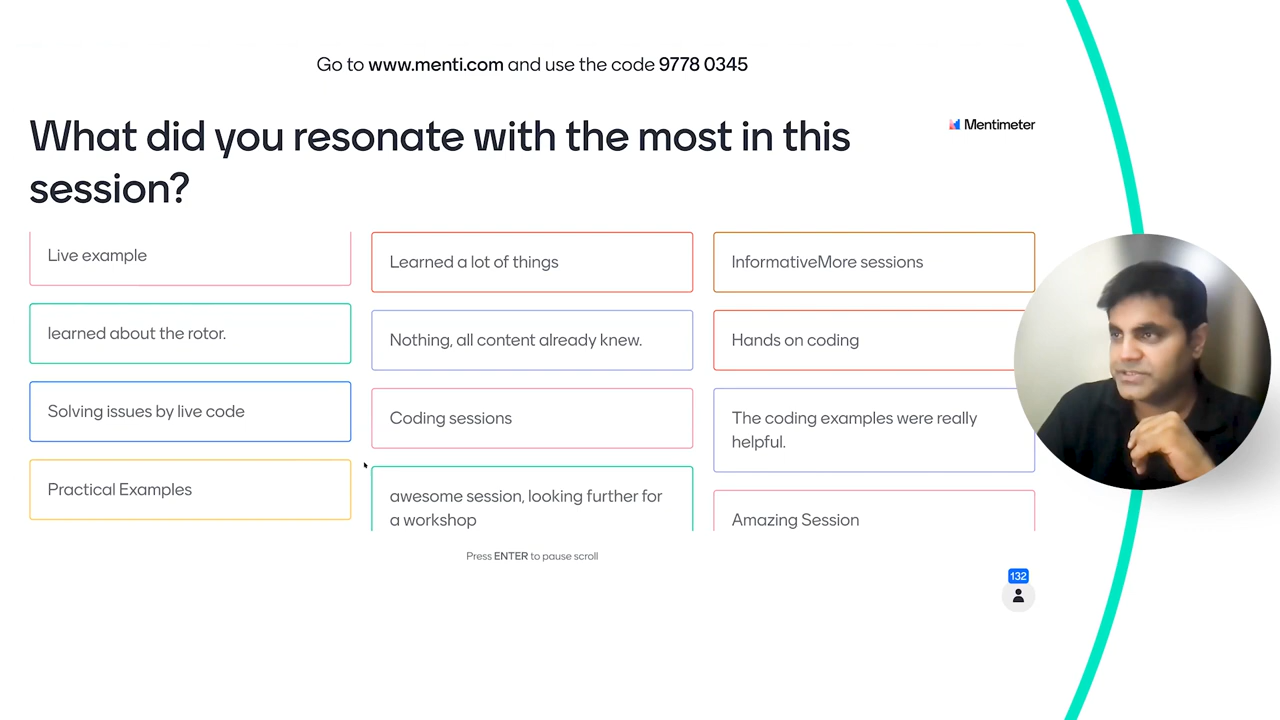 Go to www.menti.com and use the code 9778 0345
What did you resonate with the most in this
session?
Mentimeter
Live example
learned about the rotor.
Solving issues by live code
Practical Examples
Learned a lot of things
Nothing, all content already knew.
Coding sessions
awesome session, looking further for
a workshop
InformativeMore sessions
Hands on coding
The coding examples were really
helpful.
Amazing Session
Press ENTER to pause scroll
132